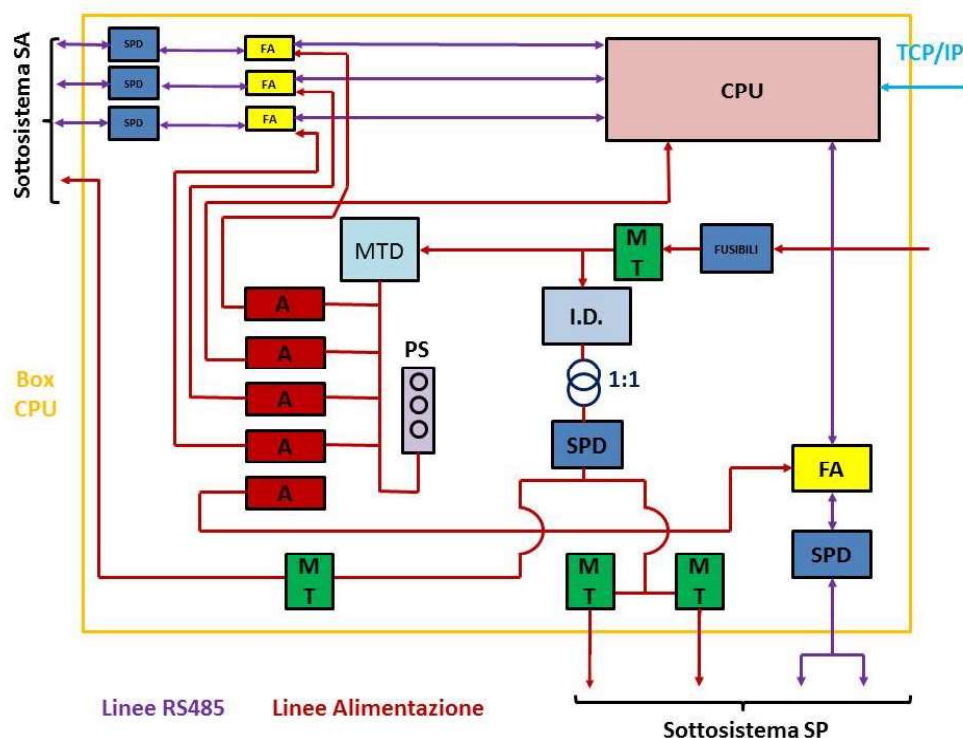 Sottosistema SA
SPD
FA
SPD
FA
SPD
FA
CPU
TCP/IP
MTD
M
T
FUSIBILI
A
I.D.
A
PS
1:1
Box
CPU
A
A
SPD
FA
A
SPD
M
T
M
T
M
T
Linee RS485
Linee Alimentazione
Sottosistema SP